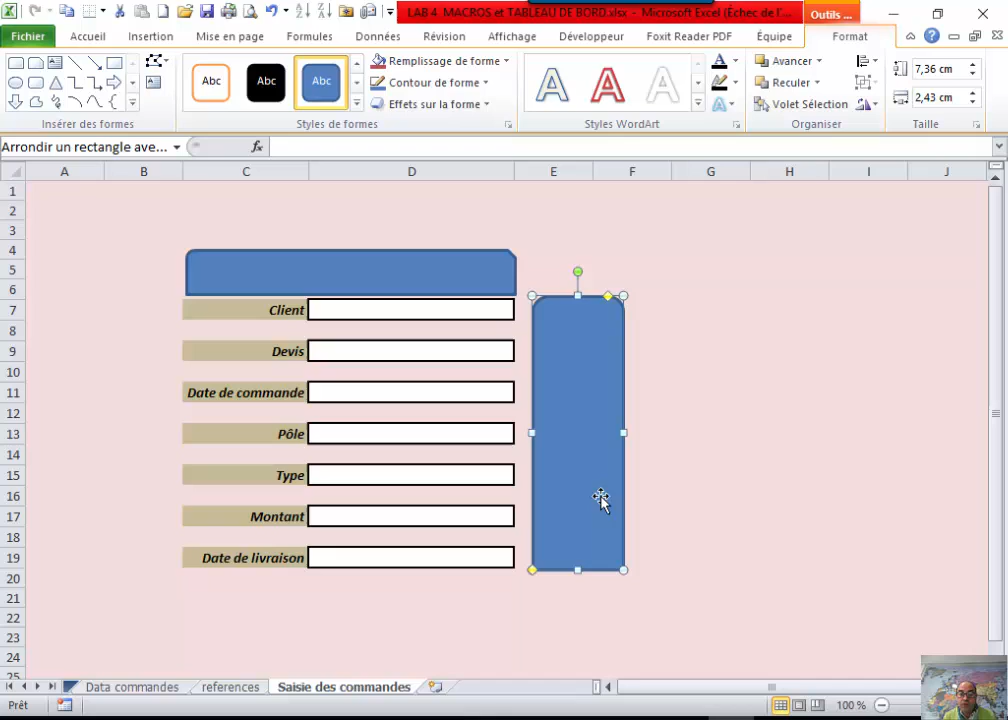 LAB 4 MACROS et TABLEAU DE BORD.xlsx - Microsoft Excel (Échec de l'... Outils ...
Fichier Accueil Insertion Mise en page Formules Données Révision Affichage Développeur Foxit Reader PDF Équipe Format
Abc Abc Abc
Remplissage de forme
Contour de forme
Effets sur la forme
A A A
Avancer
Reculer
Volet Sélection
7,36 cm
2,43 cm
Insérer des formes Styles de formes Styles WordArt Organiser Taille
Arrondir un rectangle ave... fx
A B C D E F G H I J
1
2
3
4
5
6
7 Client
8
9 Devis
10
11 Date de commande
12
13 Pôle
14
15 Type
16
17 Montant
18
19 Date de livraison
20
21
22
23
24
25
Data commandes references Saisie des commandes
Prêt 100 %